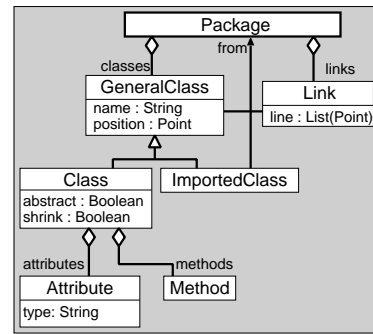 Package
from
classes
links
GeneralClass
name : String
position : Point
Link
line : List(Point)
Class
abstract : Boolean
shrink : Boolean
ImportedClass
attributes
methods
Attribute
type: String
Method